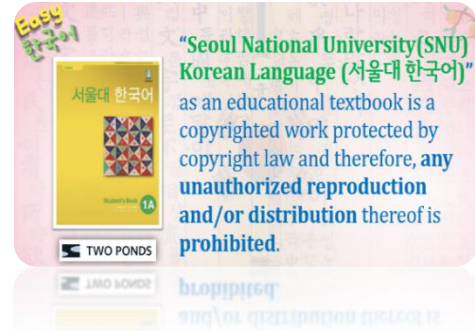 Easy
한국어
서울대 한국어
Student's Book 1A
TWO PONDS
“Seoul National University(SNU)
Korean Language (서울대 한국어)”
as an educational textbook is a
copyrighted work protected by
copyright law and therefore, any
unauthorized reproduction
and/or distribution thereof is
prohibited.